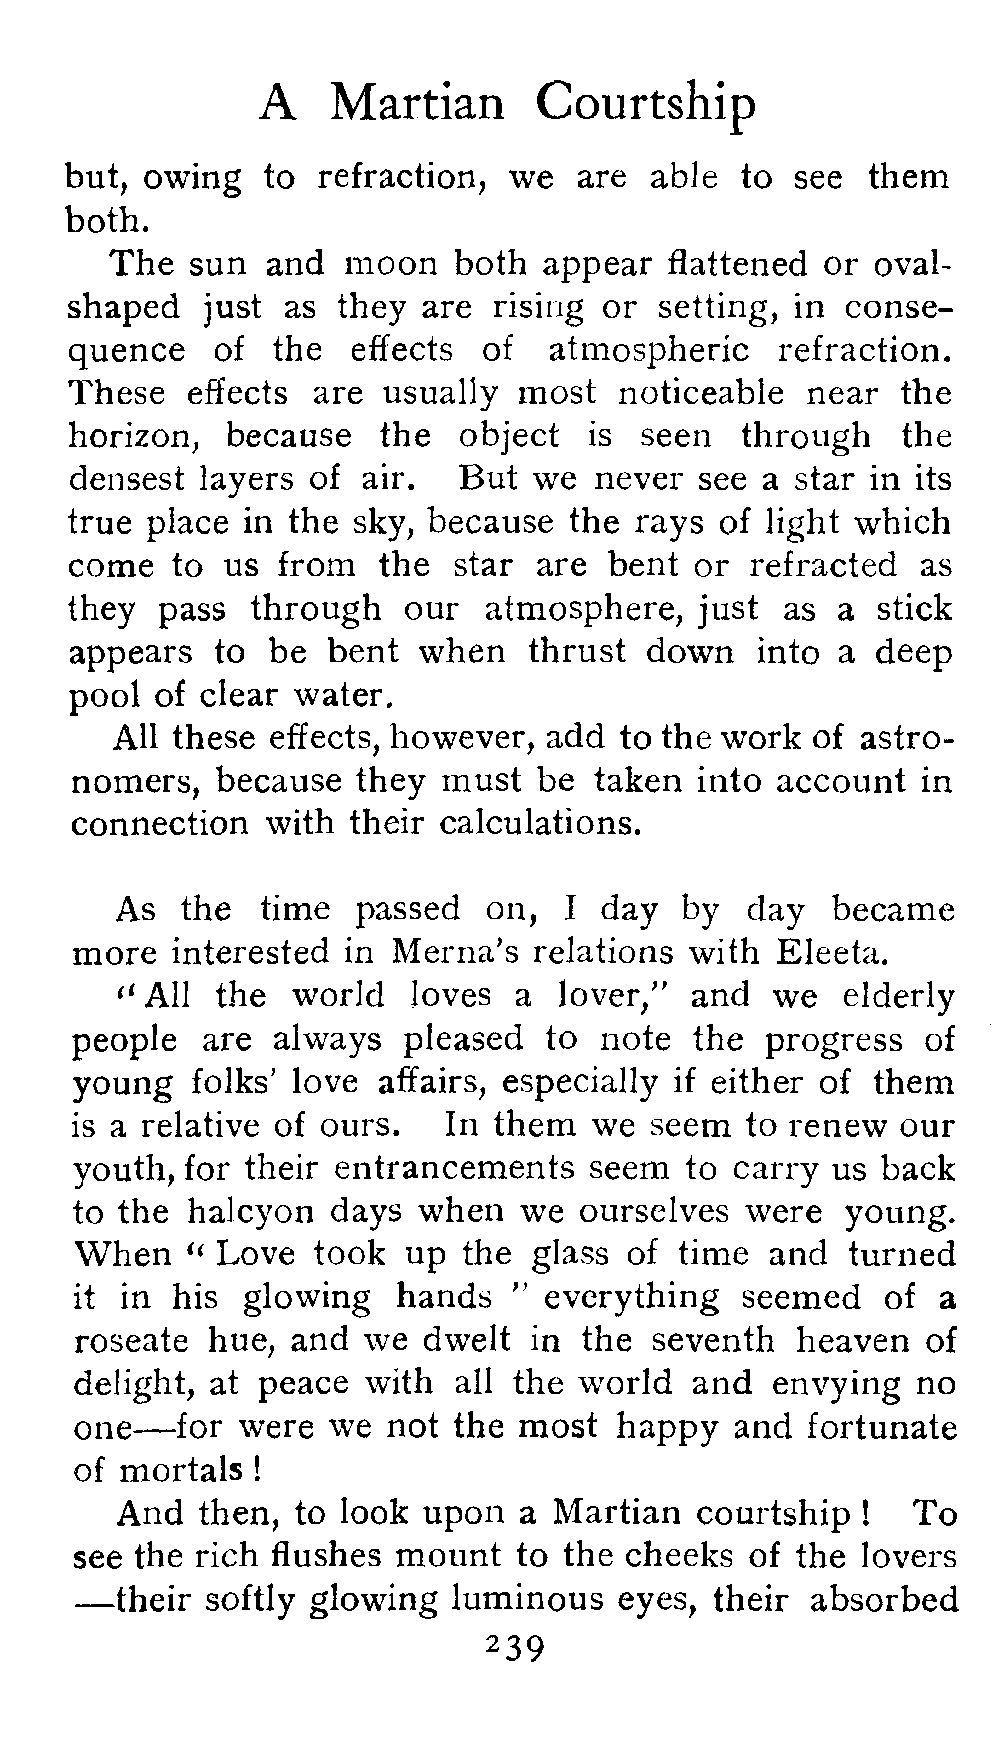 A Martian Courtship
but, owing to refraction, we are able to see them
both.
The sun and moon both appear flattened or oval-
shaped just as they are rising or setting, in conse-
quence of the effects of atmospheric refraction.
These effects are usually most noticeable near the
horizon, because the object is seen through the
densest layers of air. But we never see a star in its
true place in the sky, because the rays of light which
come to us from the star are bent or refracted as
they pass through our atmosphere, just as a stick
appears to be bent when thrust down into a deep
pool of clear water.
All these effects, however, add to the work of astro-
nomers, because they must be taken into account in
connection with their calculations.
As the time passed on, I day by day became
more interested in Merna's relations with Eleeta.
"All the world loves a lover," and we elderly
people are always pleased to note the progress of
young folks' love affairs, especially if either of them
is a relative of ours. In them we seem to renew our
youth, for their entrancements seem to carry us back
to the halcyon days when we ourselves were young.
When "Love took up the glass of time and turned
it in his glowing hands" everything seemed of a
roseate hue, and we dwelt in the seventh heaven of
delight, at peace with all the world and envying no
one—for were we not the most happy and fortunate
of mortals!
And then, to look upon a Martian courtship! To
see the rich flushes mount to the cheeks of the lovers
—their softly glowing luminous eyes, their absorbed
239